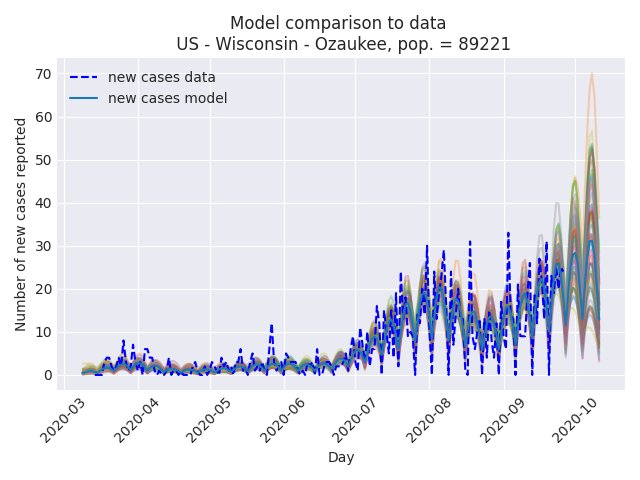 Model comparison to data
US - Wisconsin - Ozaukee, pop. = 89221
new cases data
new cases model
Number of new cases reported
70
60
50
40
30
20
10
0
2020-03
2020-04
2020-05
2020-06
2020-07
2020-08
2020-09
2020-10
Day